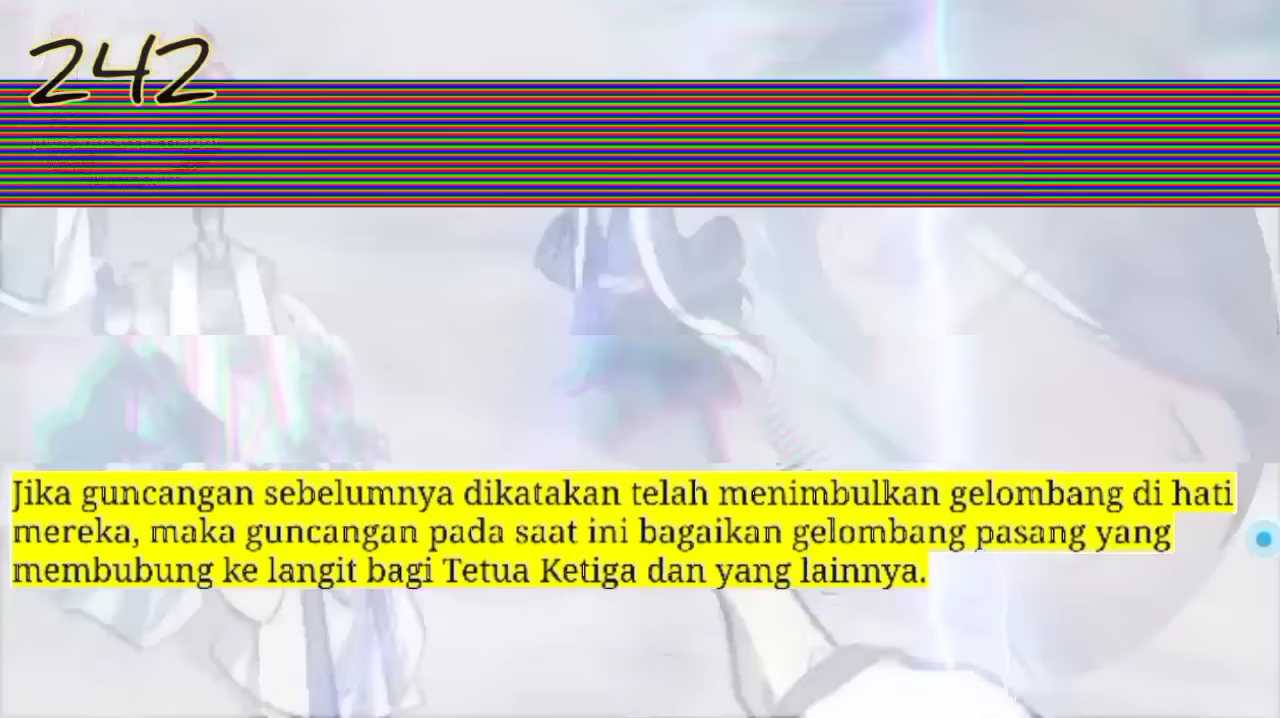 242
Jika guncangan sebelumnya dikatakan telah menimbulkan gelombang di hati
mereka, maka guncangan pada saat ini bagaikan gelombang pasang yang
membubung ke langit bagi Tetua Ketiga dan yang lainnya.